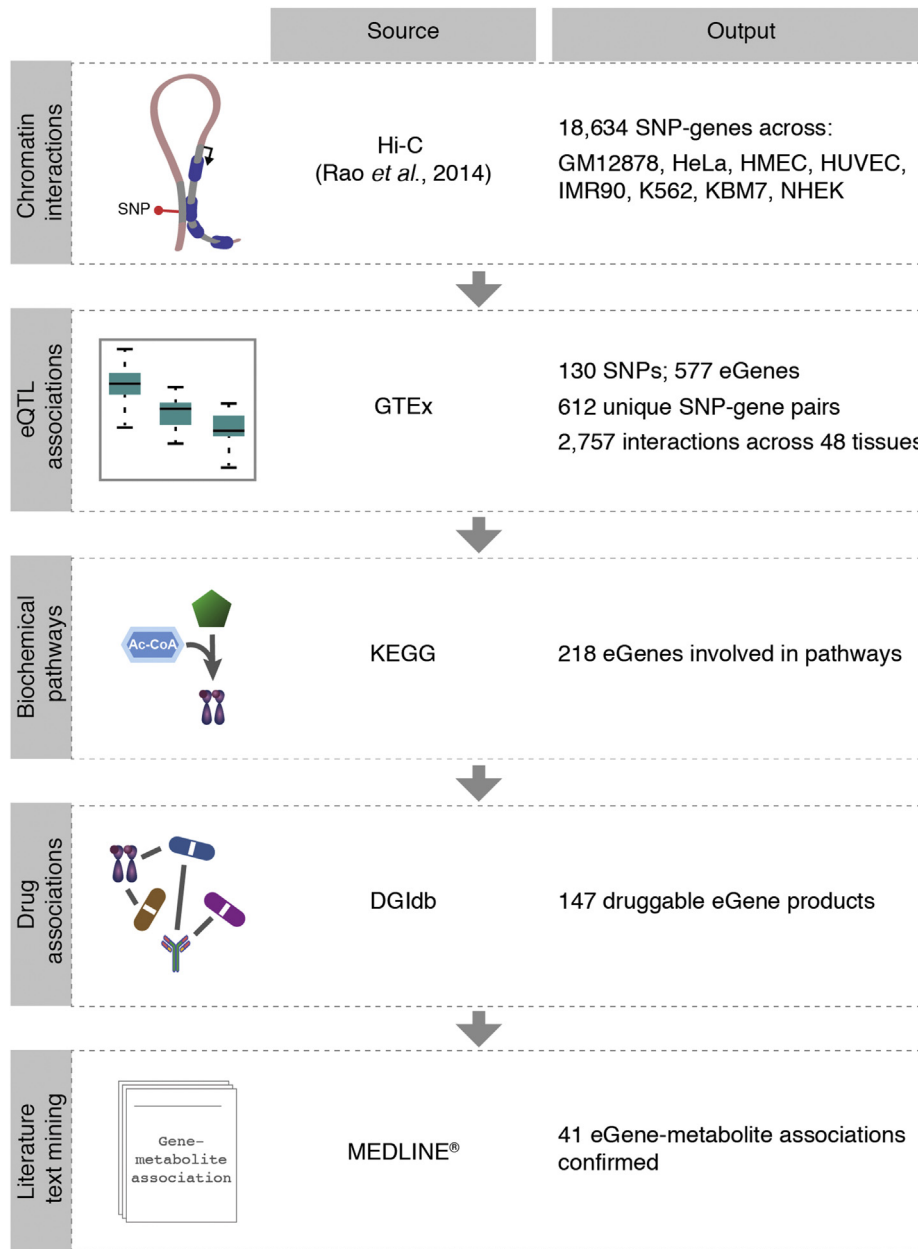 Source
Output
Chromatin
interactions
SNP
Hi-C
(Rao et al., 2014)
18,634 SNP-genes across:
GM12878, HeLa, HMEC, HUVEC,
IMR90, K562, KBM7, NHEK
eQTL
associations
GTEx
130 SNPs; 577 eGenes
612 unique SNP-gene pairs
2,757 interactions across 48 tissues
Biochemical
pathways
Ac-CoA
KEGG
218 eGenes involved in pathways
Drug
associations
DGIdb
147 druggable eGene products
Literature
text mining
Gene-
metabolite
association
MEDLINE®
41 eGene-metabolite associations
confirmed